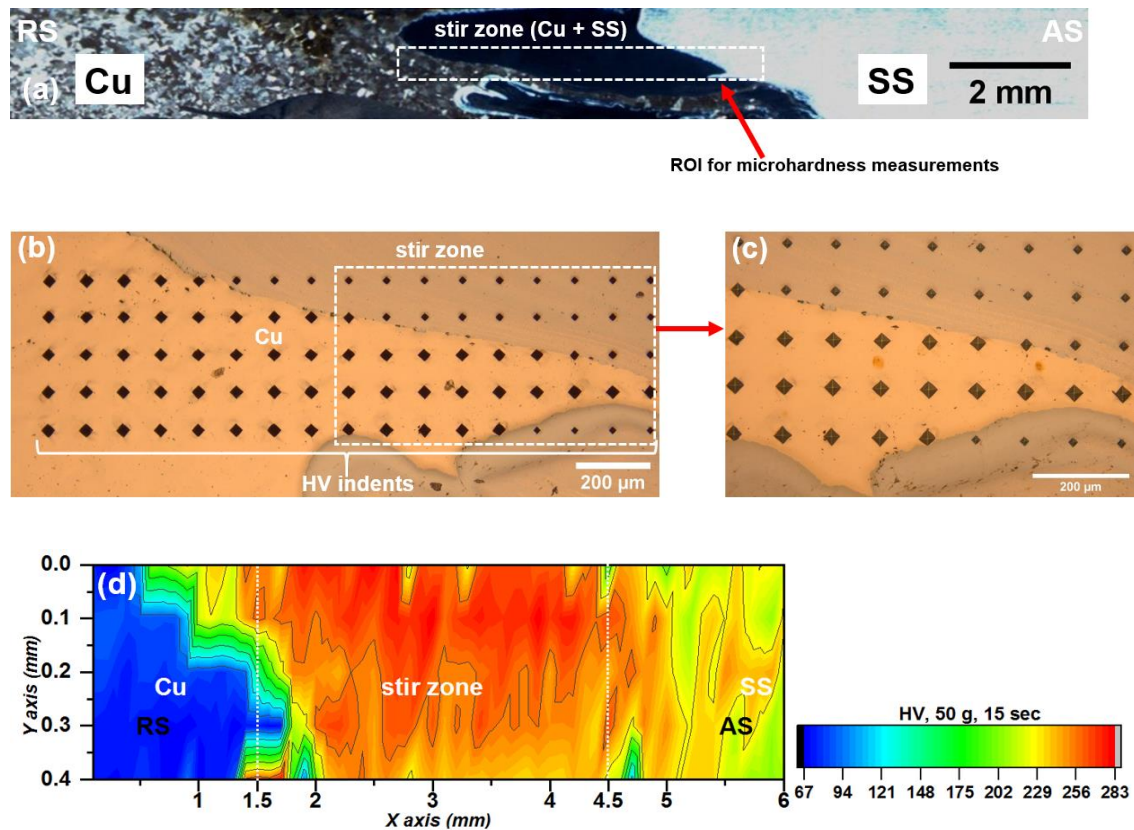 RS
stir zone (Cu + SS)
AS
(a)
Cu
SS
2 mm
ROI for microhardness measurements
(b)
stir zone
Cu
HV indents
200 µm
(c)
200 µm
(d)
0.0
0.1
0.2
0.3
0.4
Y axis (mm)
Cu
RS
stir zone
SS
AS
1
1.5
2
3
4
4.5
5
6
X axis (mm)
HV, 50 g, 15 sec
67 94 121 148 175 202 229 256 283